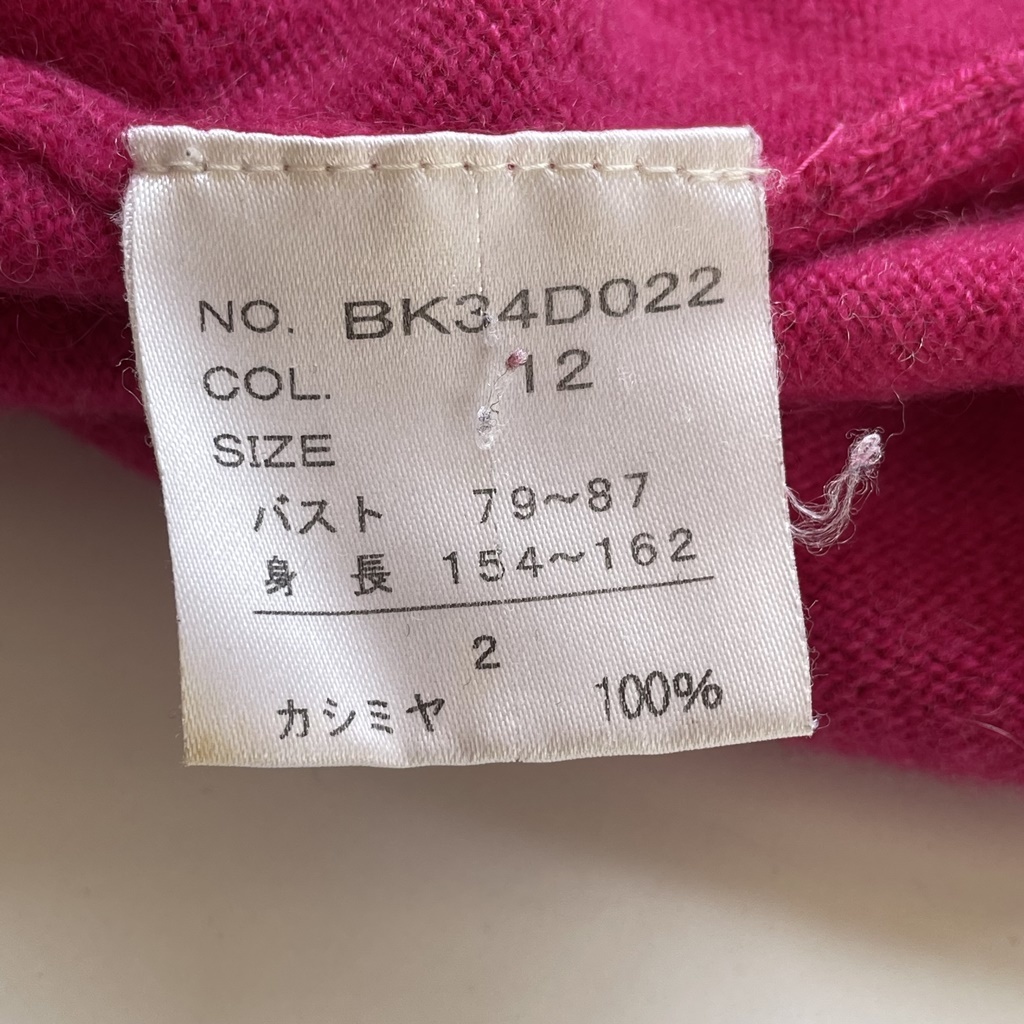 NO. BK34D022
COL. 12
SIZE
バスト 79~87
身 長 154~162
2
カシミヤ 100%